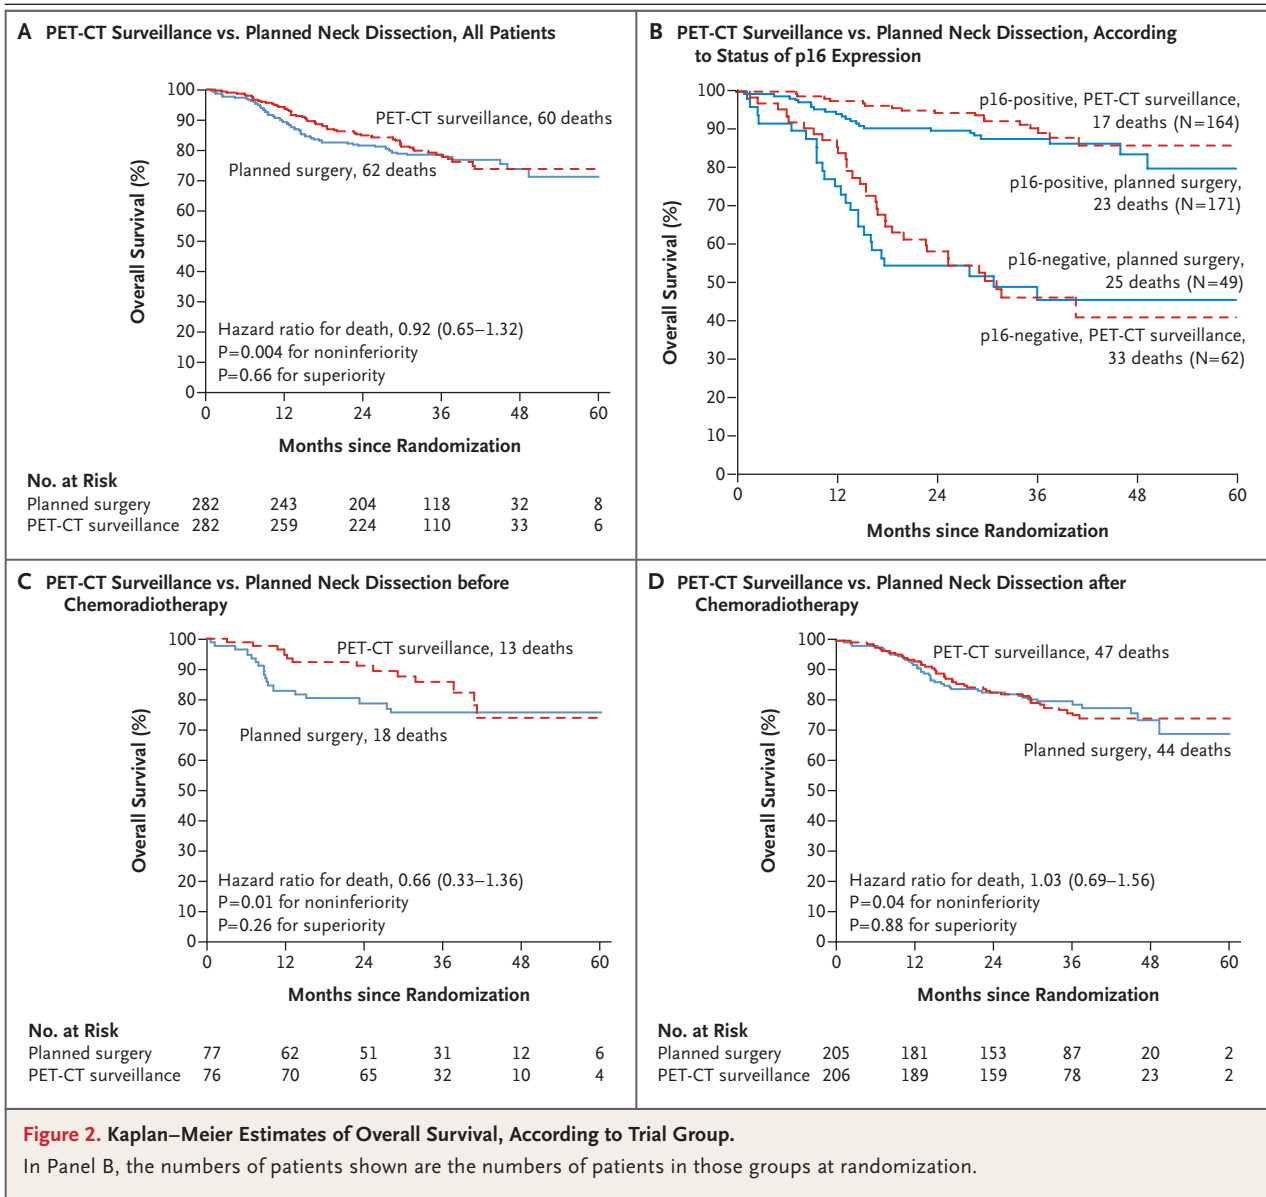 A PET-CT Surveillance vs. Planned Neck Dissection, All Patients
100
90
80
70
60
50
40
30
20
10
0
Overall Survival (%)
PET-CT surveillance, 60 deaths
Planned surgery, 62 deaths
Hazard ratio for death, 0.92 (0.65–1.32)
P=0.004 for noninferiority
P=0.66 for superiority
0 12 24 36 48 60
Months since Randomization
No. at Risk
Planned surgery 282 243 204 118 32 8
PET-CT surveillance 282 259 224 110 33 6
B PET-CT Surveillance vs. Planned Neck Dissection, According
to Status of p16 Expression
100
90
80
70
60
50
40
30
20
10
0
Overall Survival (%)
p16-positive, PET-CT surveillance,
17 deaths (N=164)
p16-positive, planned surgery,
23 deaths (N=171)
p16-negative, planned surgery,
25 deaths (N=49)
p16-negative, PET-CT surveillance,
33 deaths (N=62)
0 12 24 36 48 60
Months since Randomization
C PET-CT Surveillance vs. Planned Neck Dissection before
Chemoradiotherapy
100
90
80
70
60
50
40
30
20
10
0
Overall Survival (%)
PET-CT surveillance, 13 deaths
Planned surgery, 18 deaths
Hazard ratio for death, 0.66 (0.33–1.36)
P=0.01 for noninferiority
P=0.26 for superiority
0 12 24 36 48 60
Months since Randomization
No. at Risk
Planned surgery 77 62 51 31 12 6
PET-CT surveillance 76 70 65 32 10 4
D PET-CT Surveillance vs. Planned Neck Dissection after
Chemoradiotherapy
100
90
80
70
60
50
40
30
20
10
0
Overall Survival (%)
PET-CT surveillance, 47 deaths
Planned surgery, 44 deaths
Hazard ratio for death, 1.03 (0.69–1.56)
P=0.04 for noninferiority
P=0.88 for superiority
0 12 24 36 48 60
Months since Randomization
No. at Risk
Planned surgery 205 181 153 87 20 2
PET-CT surveillance 206 189 159 78 23 2
Figure 2. Kaplan–Meier Estimates of Overall Survival, According to Trial Group.
In Panel B, the numbers of patients shown are the numbers of patients in those groups at randomization.